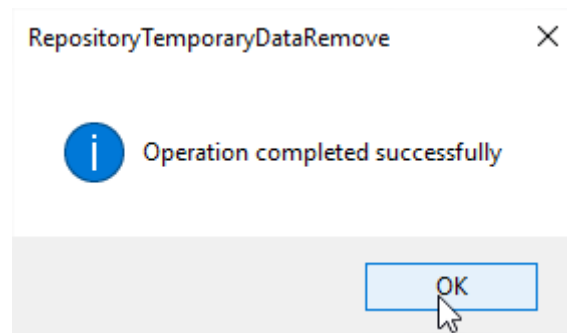 RepositoryTemporaryDataRemove
Operation completed successfully
OK